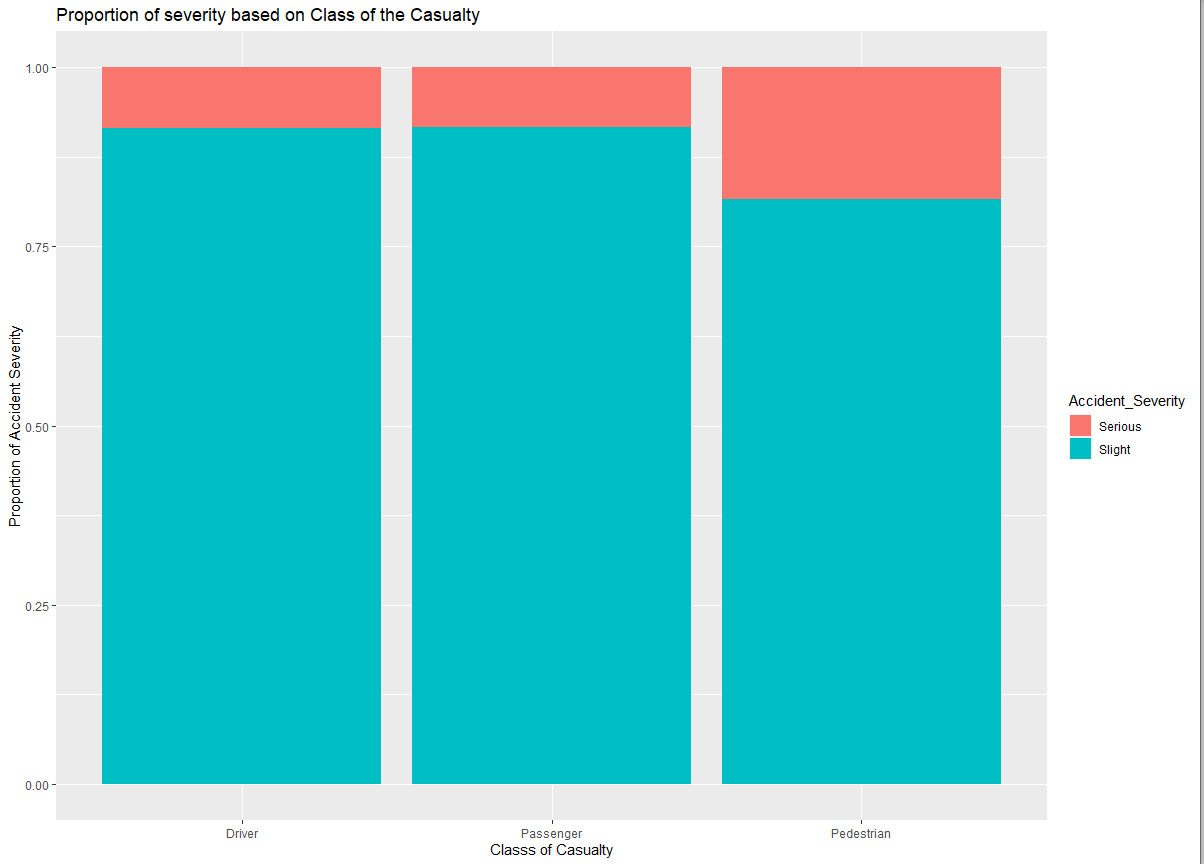 Proportion of severity based on Class of the Casualty
1.00
0.75
0.50
0.25
0.00
Proportion of Accident Severity
Driver
Passenger
Pedestrian
Classs of Casualty
Accident_Severity
Serious
Slight